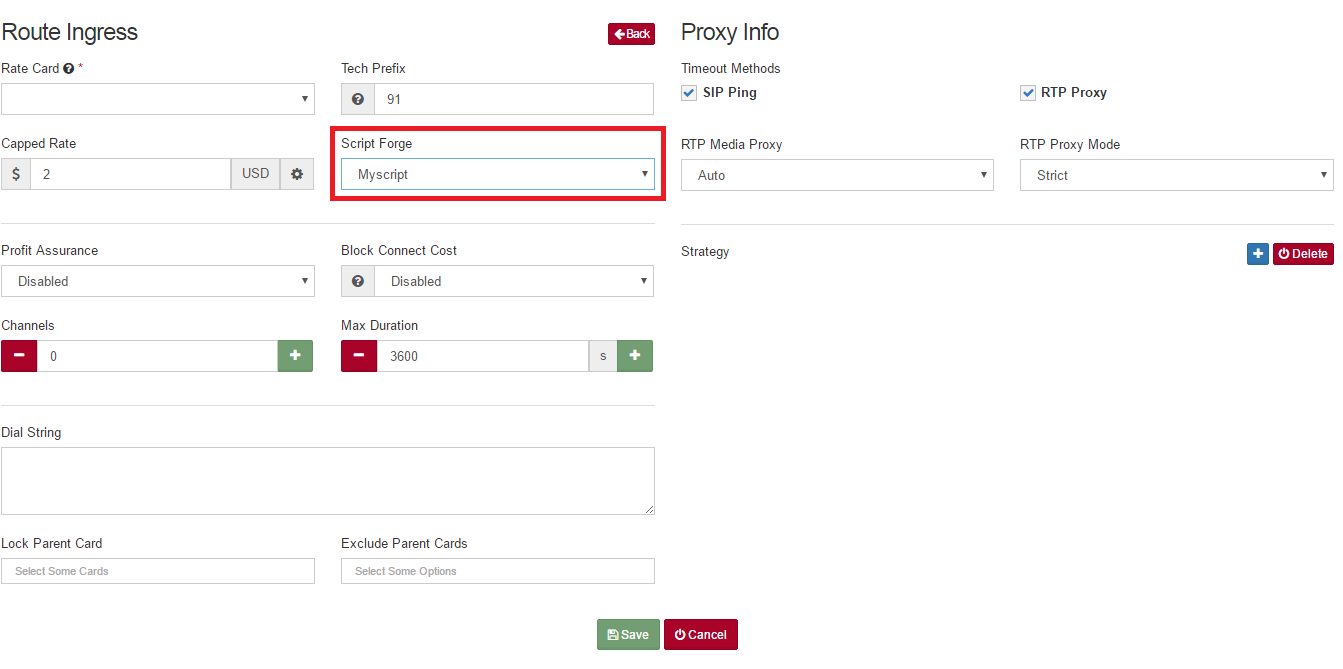 Route Ingress
Back
Proxy Info
Rate Card *
Tech Prefix
91
Timeout Methods
SIP Ping
RTP Proxy
Capped Rate
$ 2 USD
Script Forge
Myscript
RTP Media Proxy
Auto
RTP Proxy Mode
Strict
Profit Assurance
Disabled
Block Connect Cost
Disabled
Strategy
Delete
Channels
0
Max Duration
3600 s
Dial String
Lock Parent Card
Select Some Cards
Exclude Parent Cards
Select Some Options
Save
Cancel